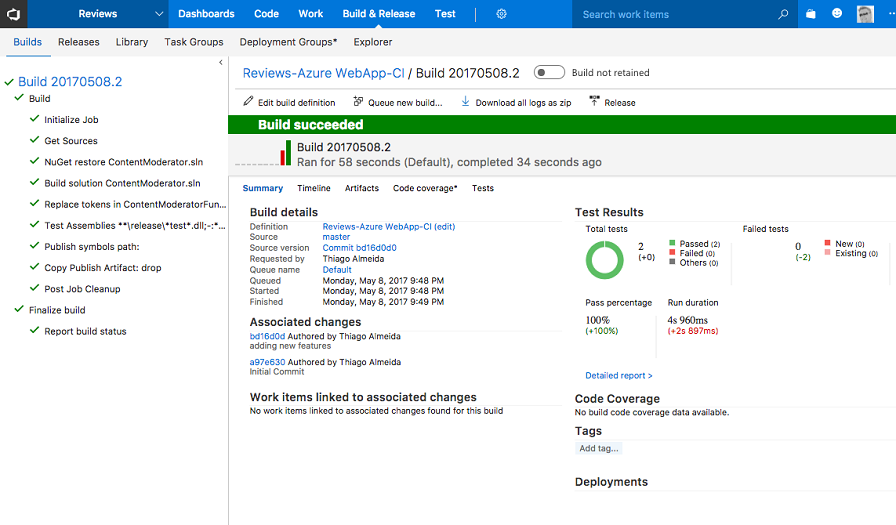 Reviews
Dashboards Code Work Build & Release Test
Search work items
Builds Releases Library Task Groups Deployment Groups* Explorer
Build 20170508.2
Build
Initialize Job
Get Sources
NuGet restore ContentModerator.sln
Build solution ContentModerator.sln
Replace tokens in ContentModeratorFun...
Test Assemblies **\release\*test*.dll;-:*...
Publish symbols path:
Copy Publish Artifact: drop
Post Job Cleanup
Finalize build
Report build status
Reviews-Azure WebApp-CI / Build 20170508.2
Build not retained
Edit build definition Queue new build... Download all logs as zip Release
Build succeeded
Build 20170508.2
Ran for 58 seconds (Default), completed 34 seconds ago
Summary Timeline Artifacts Code coverage* Tests
Build details
Definition Reviews-Azure WebApp-CI (edit)
Source master
Source version Commit bd16d0d0
Requested by Thiago Almeida
Queue name Default
Queued Monday, May 8, 2017 9:48 PM
Started Monday, May 8, 2017 9:48 PM
Finished Monday, May 8, 2017 9:49 PM
Associated changes
bd16d0d Authored by Thiago Almeida
adding new features
a97e630 Authored by Thiago Almeida
Initial Commit
Work items linked to associated changes
No work items linked to associated changes found for this build
Test Results
Total tests
2
(+0)
Passed (2)
Failed (0)
Others (0)
Failed tests
0
(-2)
New (0)
Existing (0)
Pass percentage
100%
(+100%)
Run duration
4s 960ms
(+2s 897ms)
Detailed report >
Code Coverage
No build code coverage data available.
Tags
Add tag...
Deployments